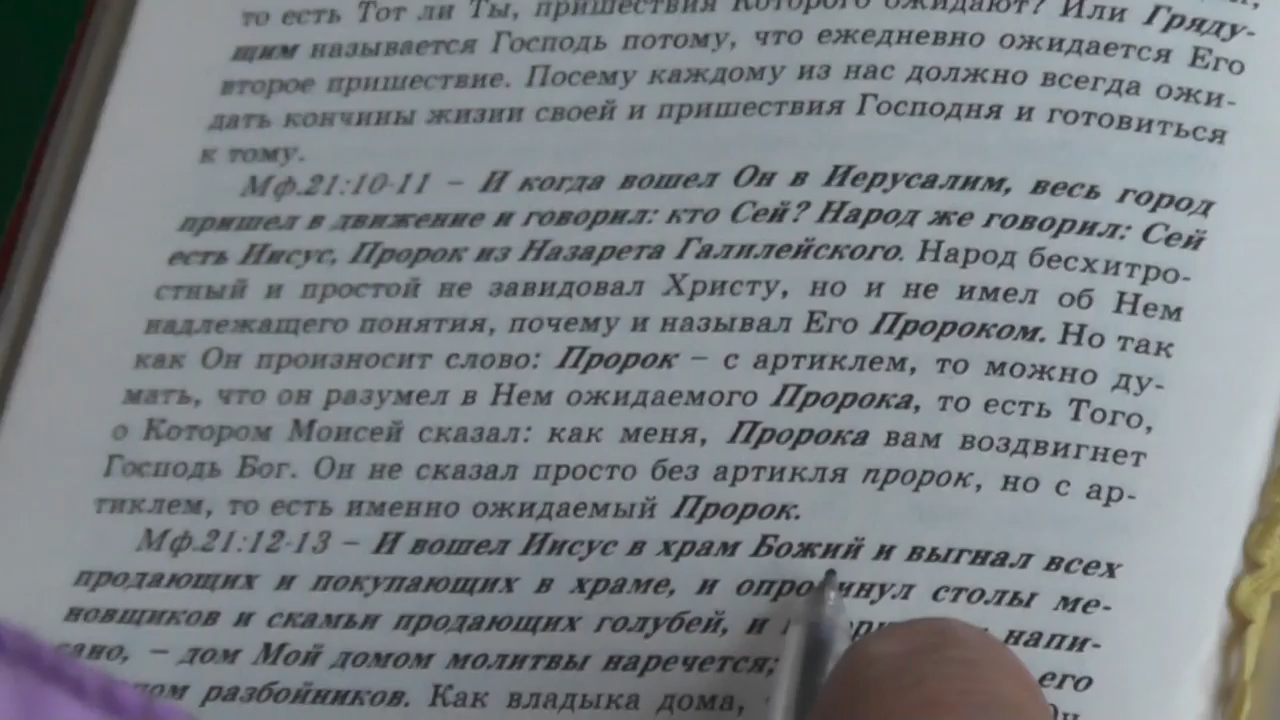 то есть Тот ли Ты, пришествия Которого ожидают? Или Гряду-
щим называется Господь потому, что ежедневно ожидается Его
второе пришествие. Посему каждому из нас должно всегда ожи-
дать кончины жизни своей и пришествия Господня и готовиться
к тому.
Мф.21:10-11 – И когда вошел Он в Иерусалим, весь город
пришел в движение и говорил: кто Сей? Народ же говорил: Сей
есть Иисус, Пророк из Назарета Галилейского. Народ бесхитро-
стный и простой не завидовал Христу, но и не имел об Нем
надлежащего понятия, почему и называл Его Пророком. Но так
как Он произносит слово: Пророк – с артиклем, то можно ду-
мать, что он разумел в Нем ожидаемого Пророка, то есть Того,
о Котором Моисей сказал: как меня, Пророка вам воздвигнет
Господь Бог. Он не сказал просто без артикля пророк, но с ар-
тиклем, то есть именно ожидаемый Пророк.
Мф.21:12-13 – И вошел Иисус в храм Божий и выгнал всех
продающих и покупающих в храме, и опрокинул столы ме-
новщиков и скамьи продающих голубей, и напи-
сано, – дом Мой домом молитвы наречется; его
разбойников. Как владыка дома,